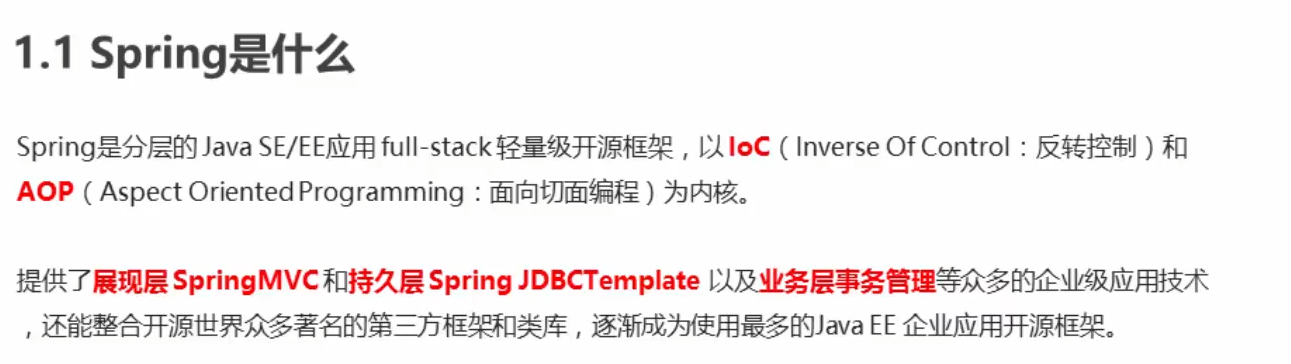 1.1 Spring是什么
Spring是分层的 Java SE/EE应用 full-stack 轻量级开源框架，以 IoC（Inverse Of Control：反转控制）和
AOP（Aspect Oriented Programming：面向切面编程）为内核。
提供了展现层 SpringMVC 和持久层 Spring JDBCTemplate 以及业务层事务管理等众多的企业级应用技术
，还能整合开源世界众多著名的第三方框架和类库，逐渐成为使用最多的Java EE 企业应用开源框架。